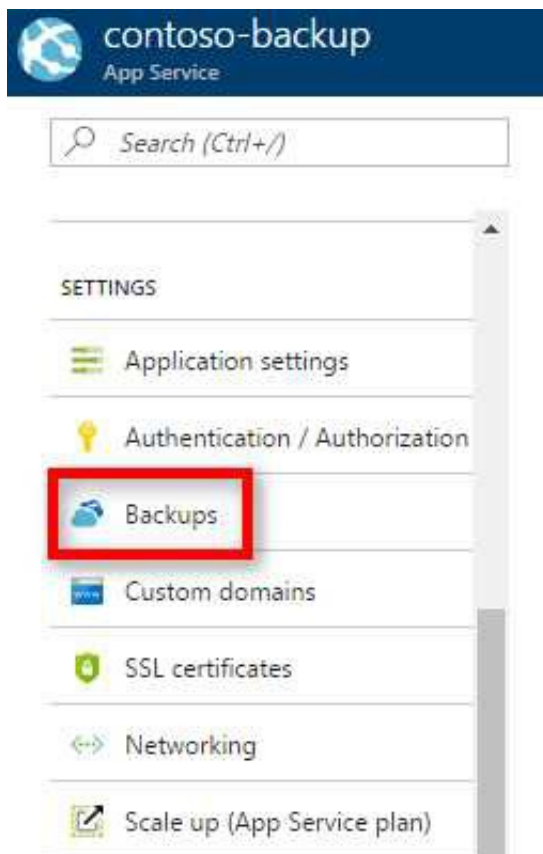 contoso-backup
App Service
Search (Ctrl+/)
SETTINGS
Application settings
Authentication / Authorization
Backups
Custom domains
SSL certificates
Networking
Scale up (App Service plan)